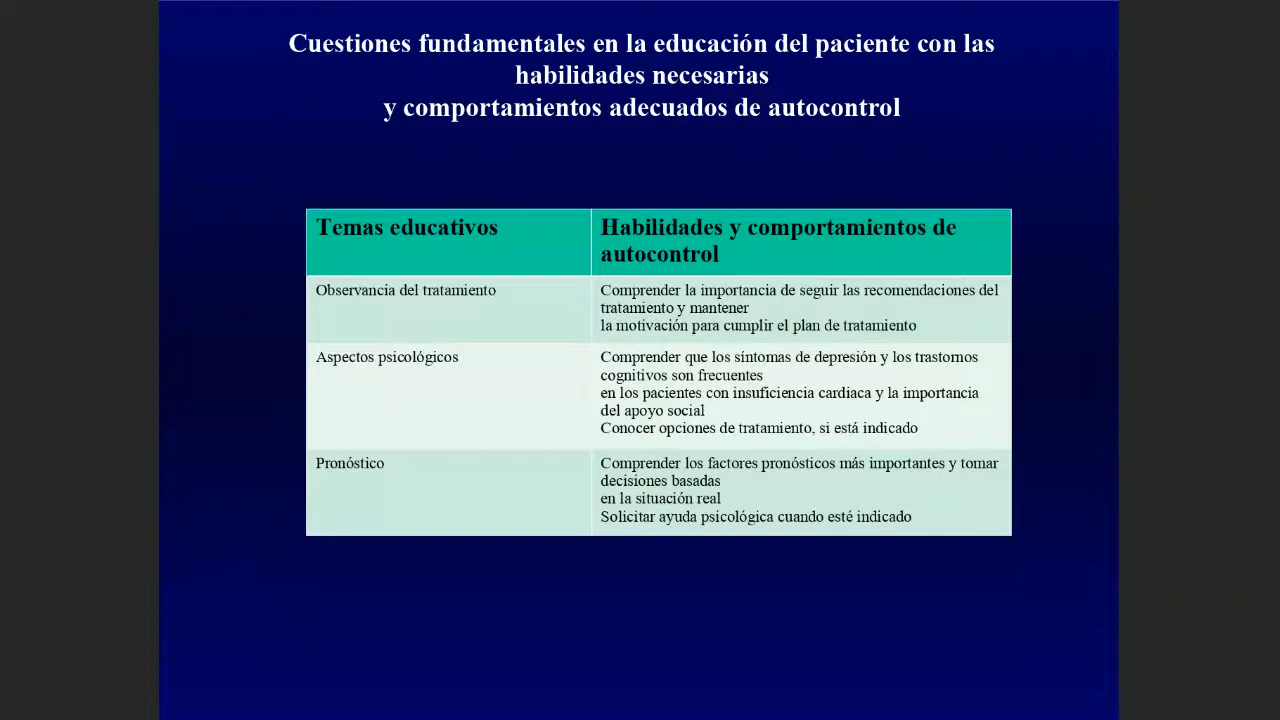 Cuestiones fundamentales en la educación del paciente con las
habilidades necesarias
y comportamientos adecuados de autocontrol
Temas educativos
Habilidades y comportamientos de
autocontrol
Observancia del tratamiento
Comprender la importancia de seguir las recomendaciones del
tratamiento y mantener
la motivación para cumplir el plan de tratamiento
Aspectos psicológicos
Comprender que los síntomas de depresión y los trastornos
cognitivos son frecuentes
en los pacientes con insuficiencia cardiaca y la importancia
del apoyo social
Conocer opciones de tratamiento, si está indicado
Pronóstico
Comprender los factores pronósticos más importantes y tomar
decisiones basadas
en la situación real
Solicitar ayuda psicológica cuando esté indicado